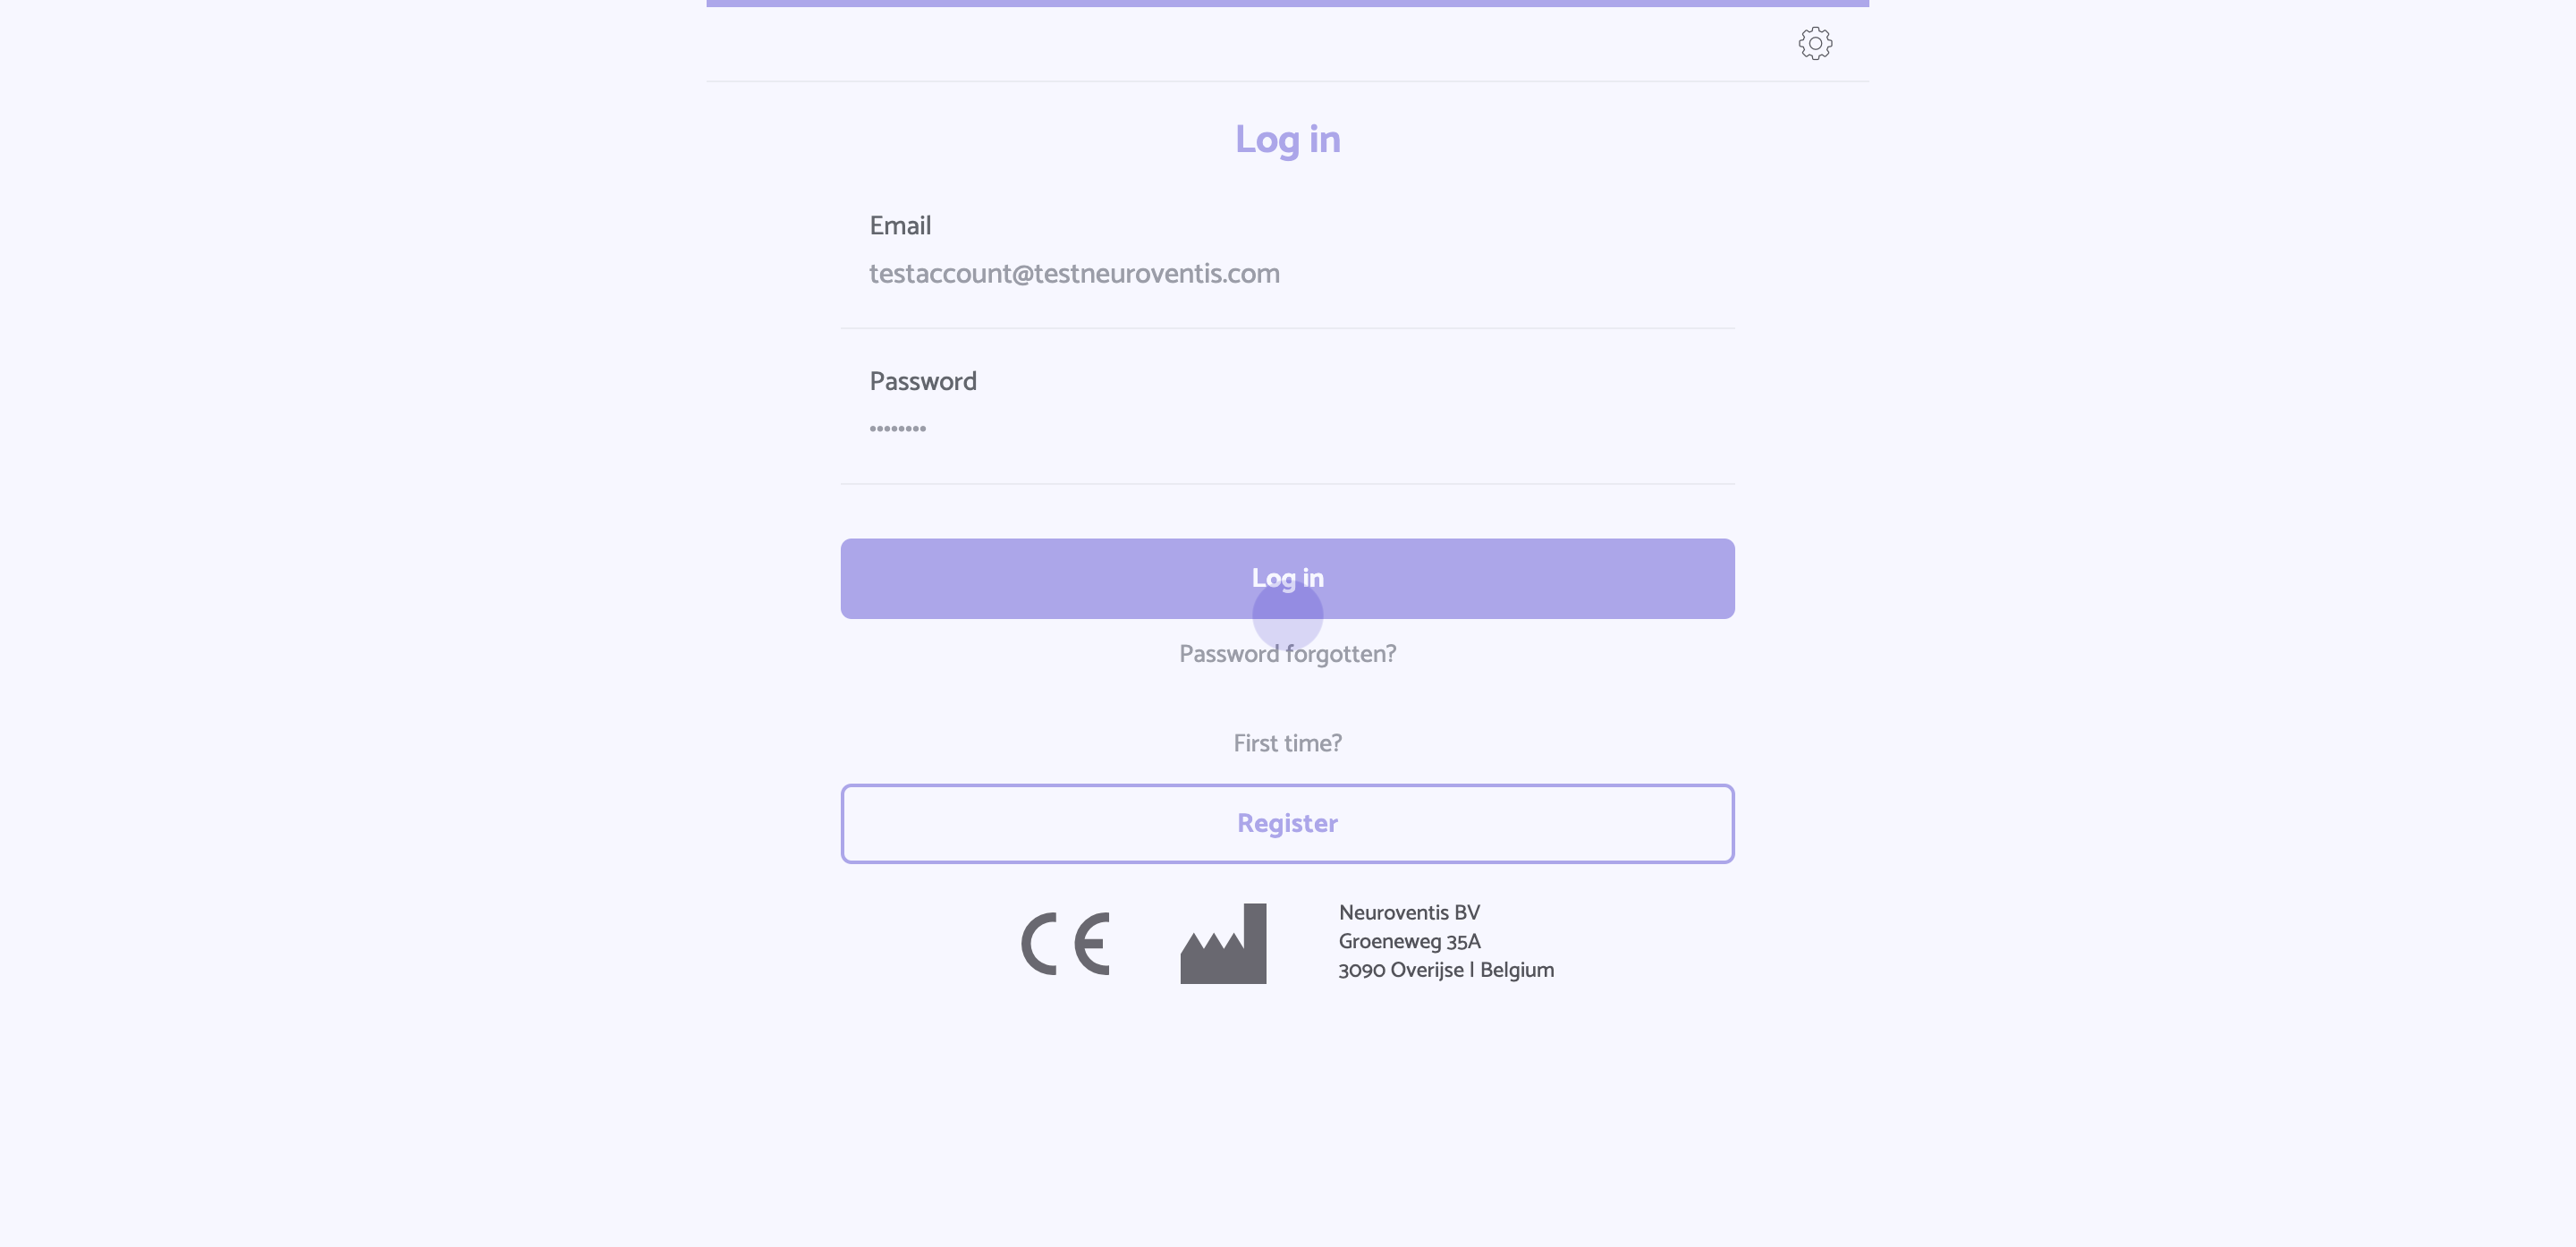 Log in
Email
testaccount@testneuroventis.com
Password
••••••••
Log in
Password forgotten?
First time?
Register
CE
Neuroventis BV
Groeneweg 35A
3090 Overijse | Belgium